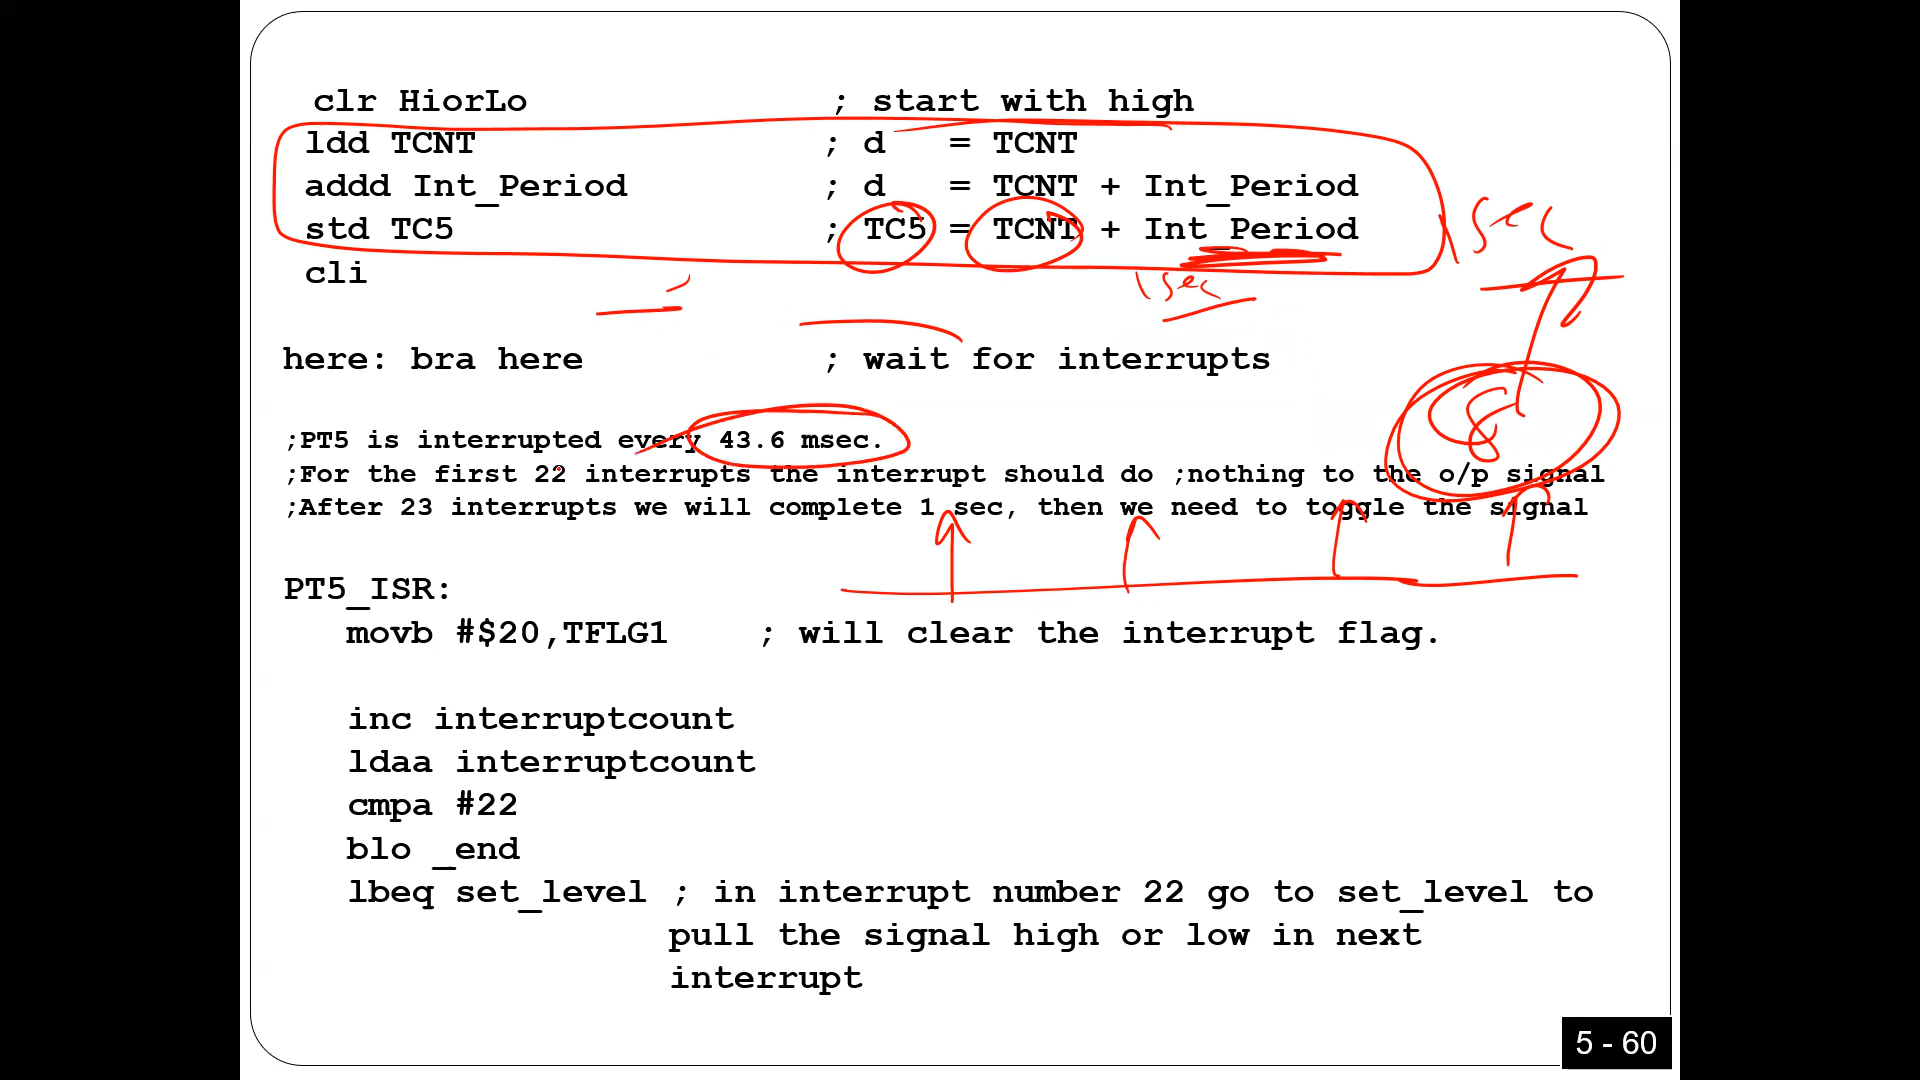 clr HiorLo ; start with high
ldd TCNT ; d = TCNT
addd Int_Period ; d = TCNT + Int_Period
std TC5 ; TC5 = TCNT + Int_Period
1sec
cli
1sec
here: bra here ; wait for interrupts
8
;PT5 is interrupted every 43.6 msec.
;For the first 22 interrupts the interrupt should do ;nothing to the o/p signal
;After 23 interrupts we will complete 1 sec, then we need to toggle the signal
PT5_ISR:
movb #$20,TFLG1 ; will clear the interrupt flag.
inc interruptcount
ldaa interruptcount
cmpa #22
blo _end
lbeq set_level ; in interrupt number 22 go to set_level to
pull the signal high or low in next
interrupt
5 - 60